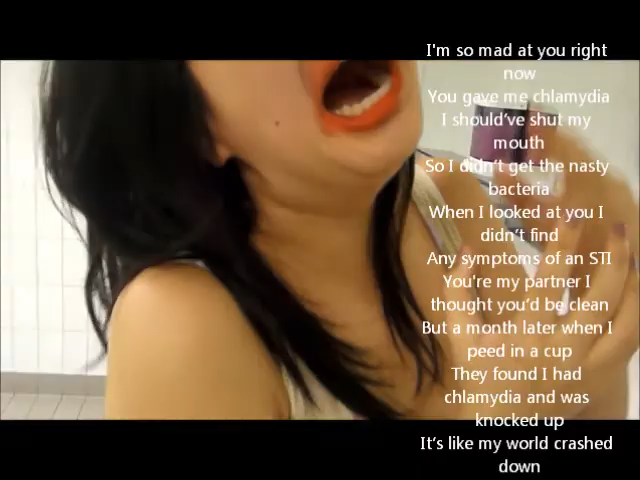 I'm so mad at you right
now
You gave me chlamydia
I should've shut my
mouth
So I didn't get the nasty
bacteria
When I looked at you I
didn't find
Any symptoms of an STI
You're my partner I
thought you'd be clean
But a month later when I
peed in a cup
They found I had
chlamydia and was
knocked up
It's like my world crashed
down